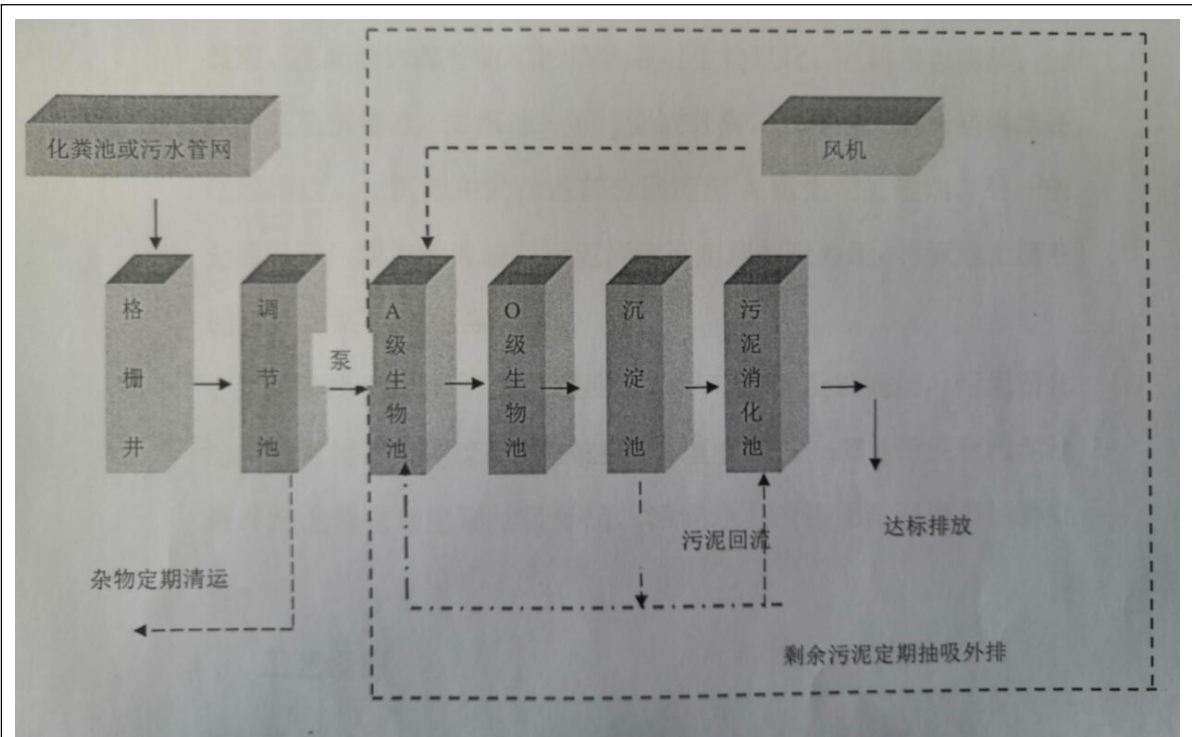 化粪池或污水管网
风机
格栅井
调节池
泵
A级生物池
O级生物池
沉淀池
污泥消化池
污泥回流
达标排放
杂物定期清运
剩余污泥定期抽吸外排